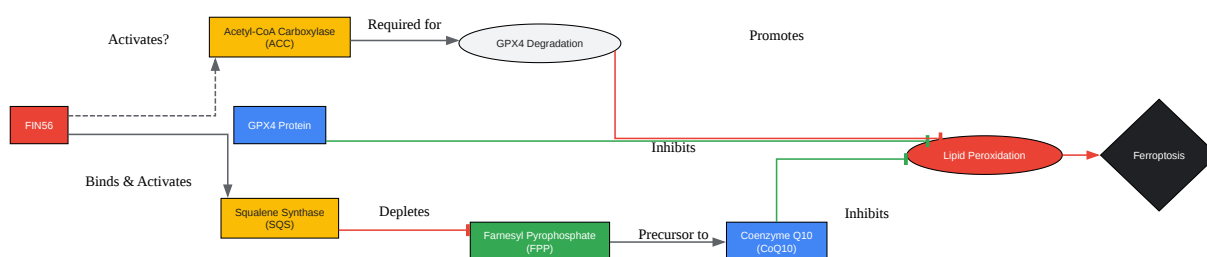 Activates?
Acetyl-CoA Carboxylase
(ACC)
Required for
GPX4 Degradation
Promotes
FIN56
GPX4 Protein
Inhibits
Lipid Peroxidation
Ferroptosis
Binds & Activates
Squalene Synthase
(SQS)
Depletes
Farnesyl Pyrophosphate
(FPP)
Precursor to
Coenzyme Q10
(CoQ10)
Inhibits